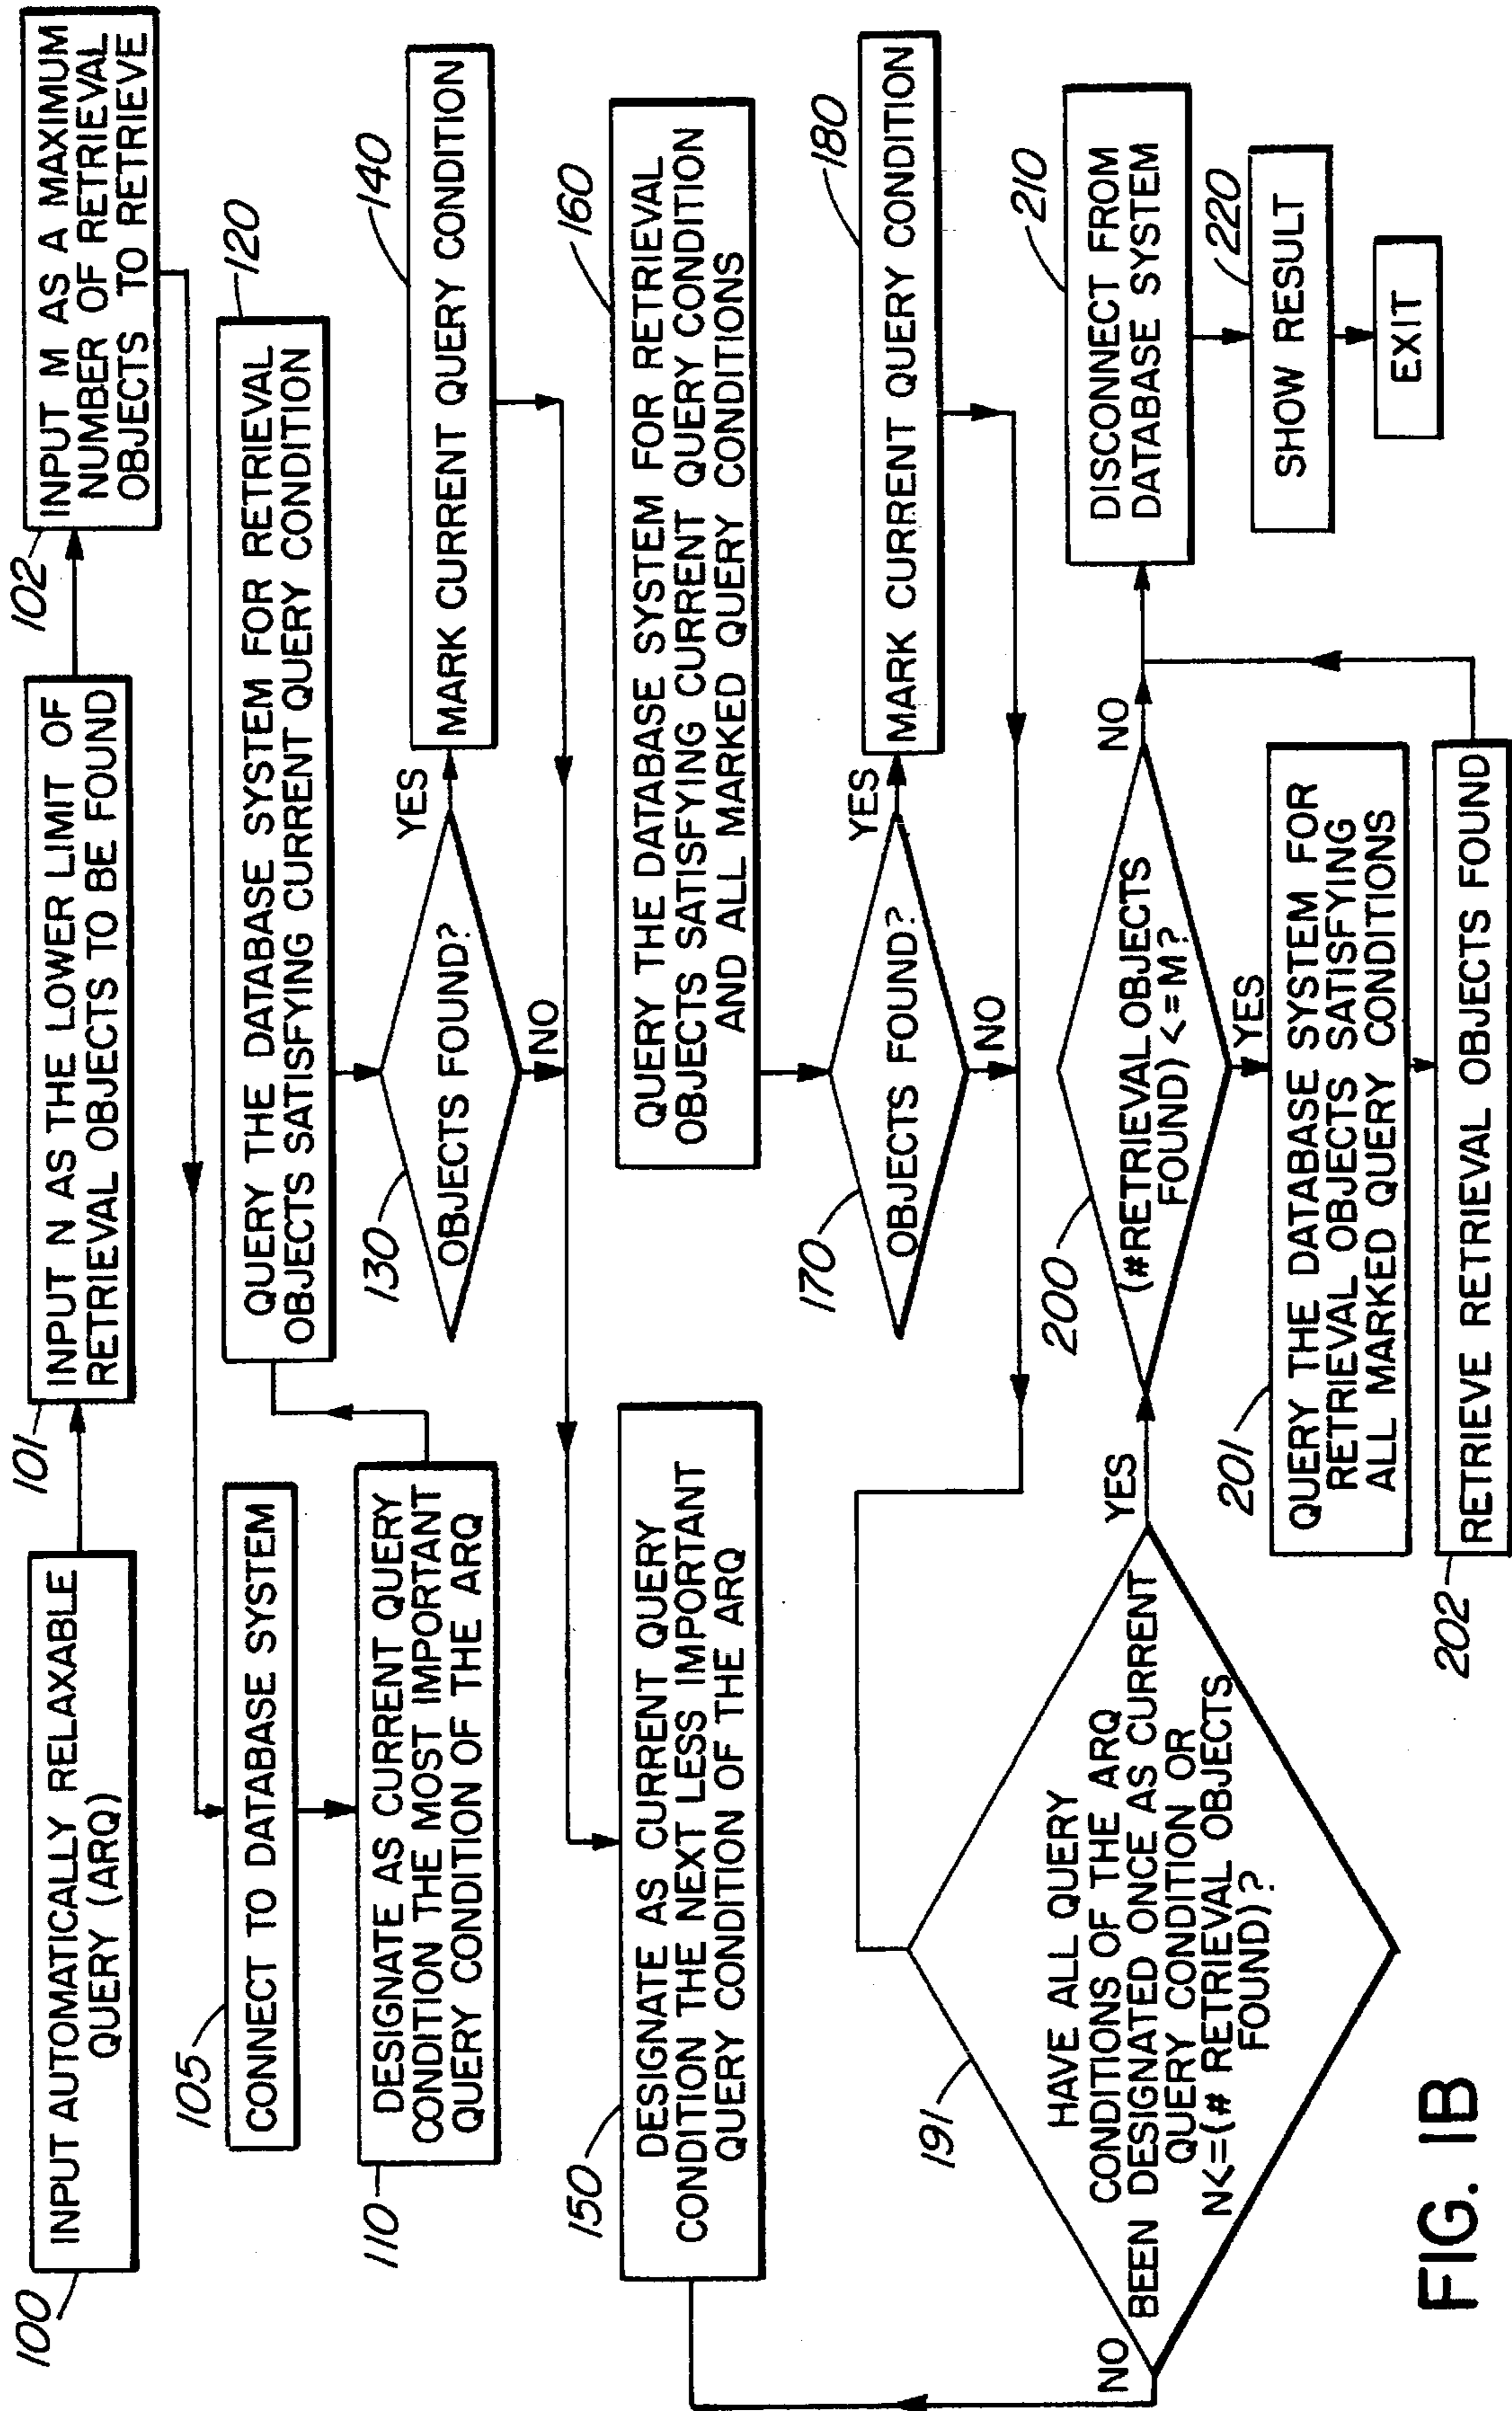 100
INPUT AUTOMATICALLY RELAXABLE
QUERY (ARQ)
101
INPUT N AS THE LOWER LIMIT OF
RETRIEVAL OBJECTS TO BE FOUND
102
INPUT M AS A MAXIMUM
NUMBER OF RETRIEVAL
OBJECTS TO RETRIEVE
105
CONNECT TO DATABASE SYSTEM
110
DESIGNATE AS CURRENT QUERY
CONDITION THE MOST IMPORTANT
QUERY CONDITION OF THE ARQ
120
QUERY THE DATABASE SYSTEM FOR RETRIEVAL
OBJECTS SATISFYING CURRENT QUERY CONDITION
130
OBJECTS FOUND?
YES
NO
140
MARK CURRENT QUERY CONDITION
150
DESIGNATE AS CURRENT QUERY
CONDITION THE NEXT LESS IMPORTANT
QUERY CONDITION OF THE ARQ
160
QUERY THE DATABASE SYSTEM FOR RETRIEVAL
OBJECTS SATISFYING CURRENT QUERY CONDITION
AND ALL MARKED QUERY CONDITIONS
170
OBJECTS FOUND?
YES
NO
180
MARK CURRENT QUERY CONDITION
191
HAVE ALL QUERY
CONDITIONS OF THE ARQ
BEEN DESIGNATED ONCE AS CURRENT
QUERY CONDITION OR
N<=(# RETRIEVAL OBJECTS
FOUND)?
NO
YES
200
(#RETRIEVAL OBJECTS
FOUND) <=M?
NO
YES
201
QUERY THE DATABASE SYSTEM FOR
RETRIEVAL OBJECTS SATISFYING
ALL MARKED QUERY CONDITIONS
202
RETRIEVE RETRIEVAL OBJECTS FOUND
210
DISCONNECT FROM
DATABASE SYSTEM
220
SHOW RESULT
EXIT
FIG. 1B